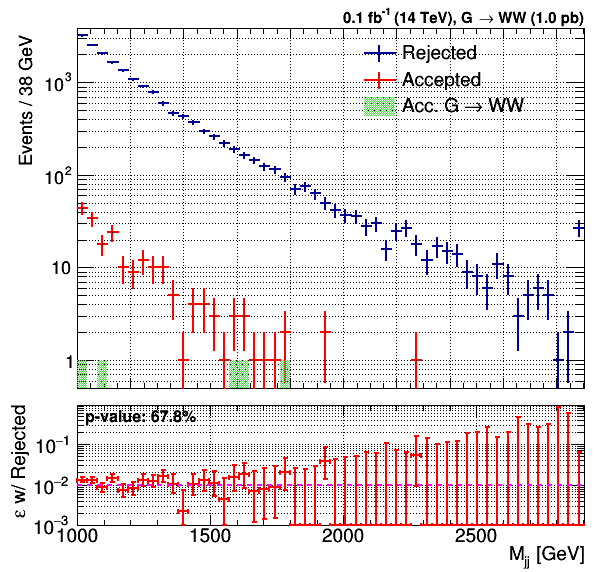 0.1 fb⁻¹ (14 TeV), G → WW (1.0 pb)
Events / 38 GeV
10³
10²
10
1
Rejected
Accepted
Acc. G → WW
ε w/ Rejected
p-value: 67.8%
10⁻¹
10⁻²
10⁻³
1000 1500 2000 2500
M_jj [GeV]